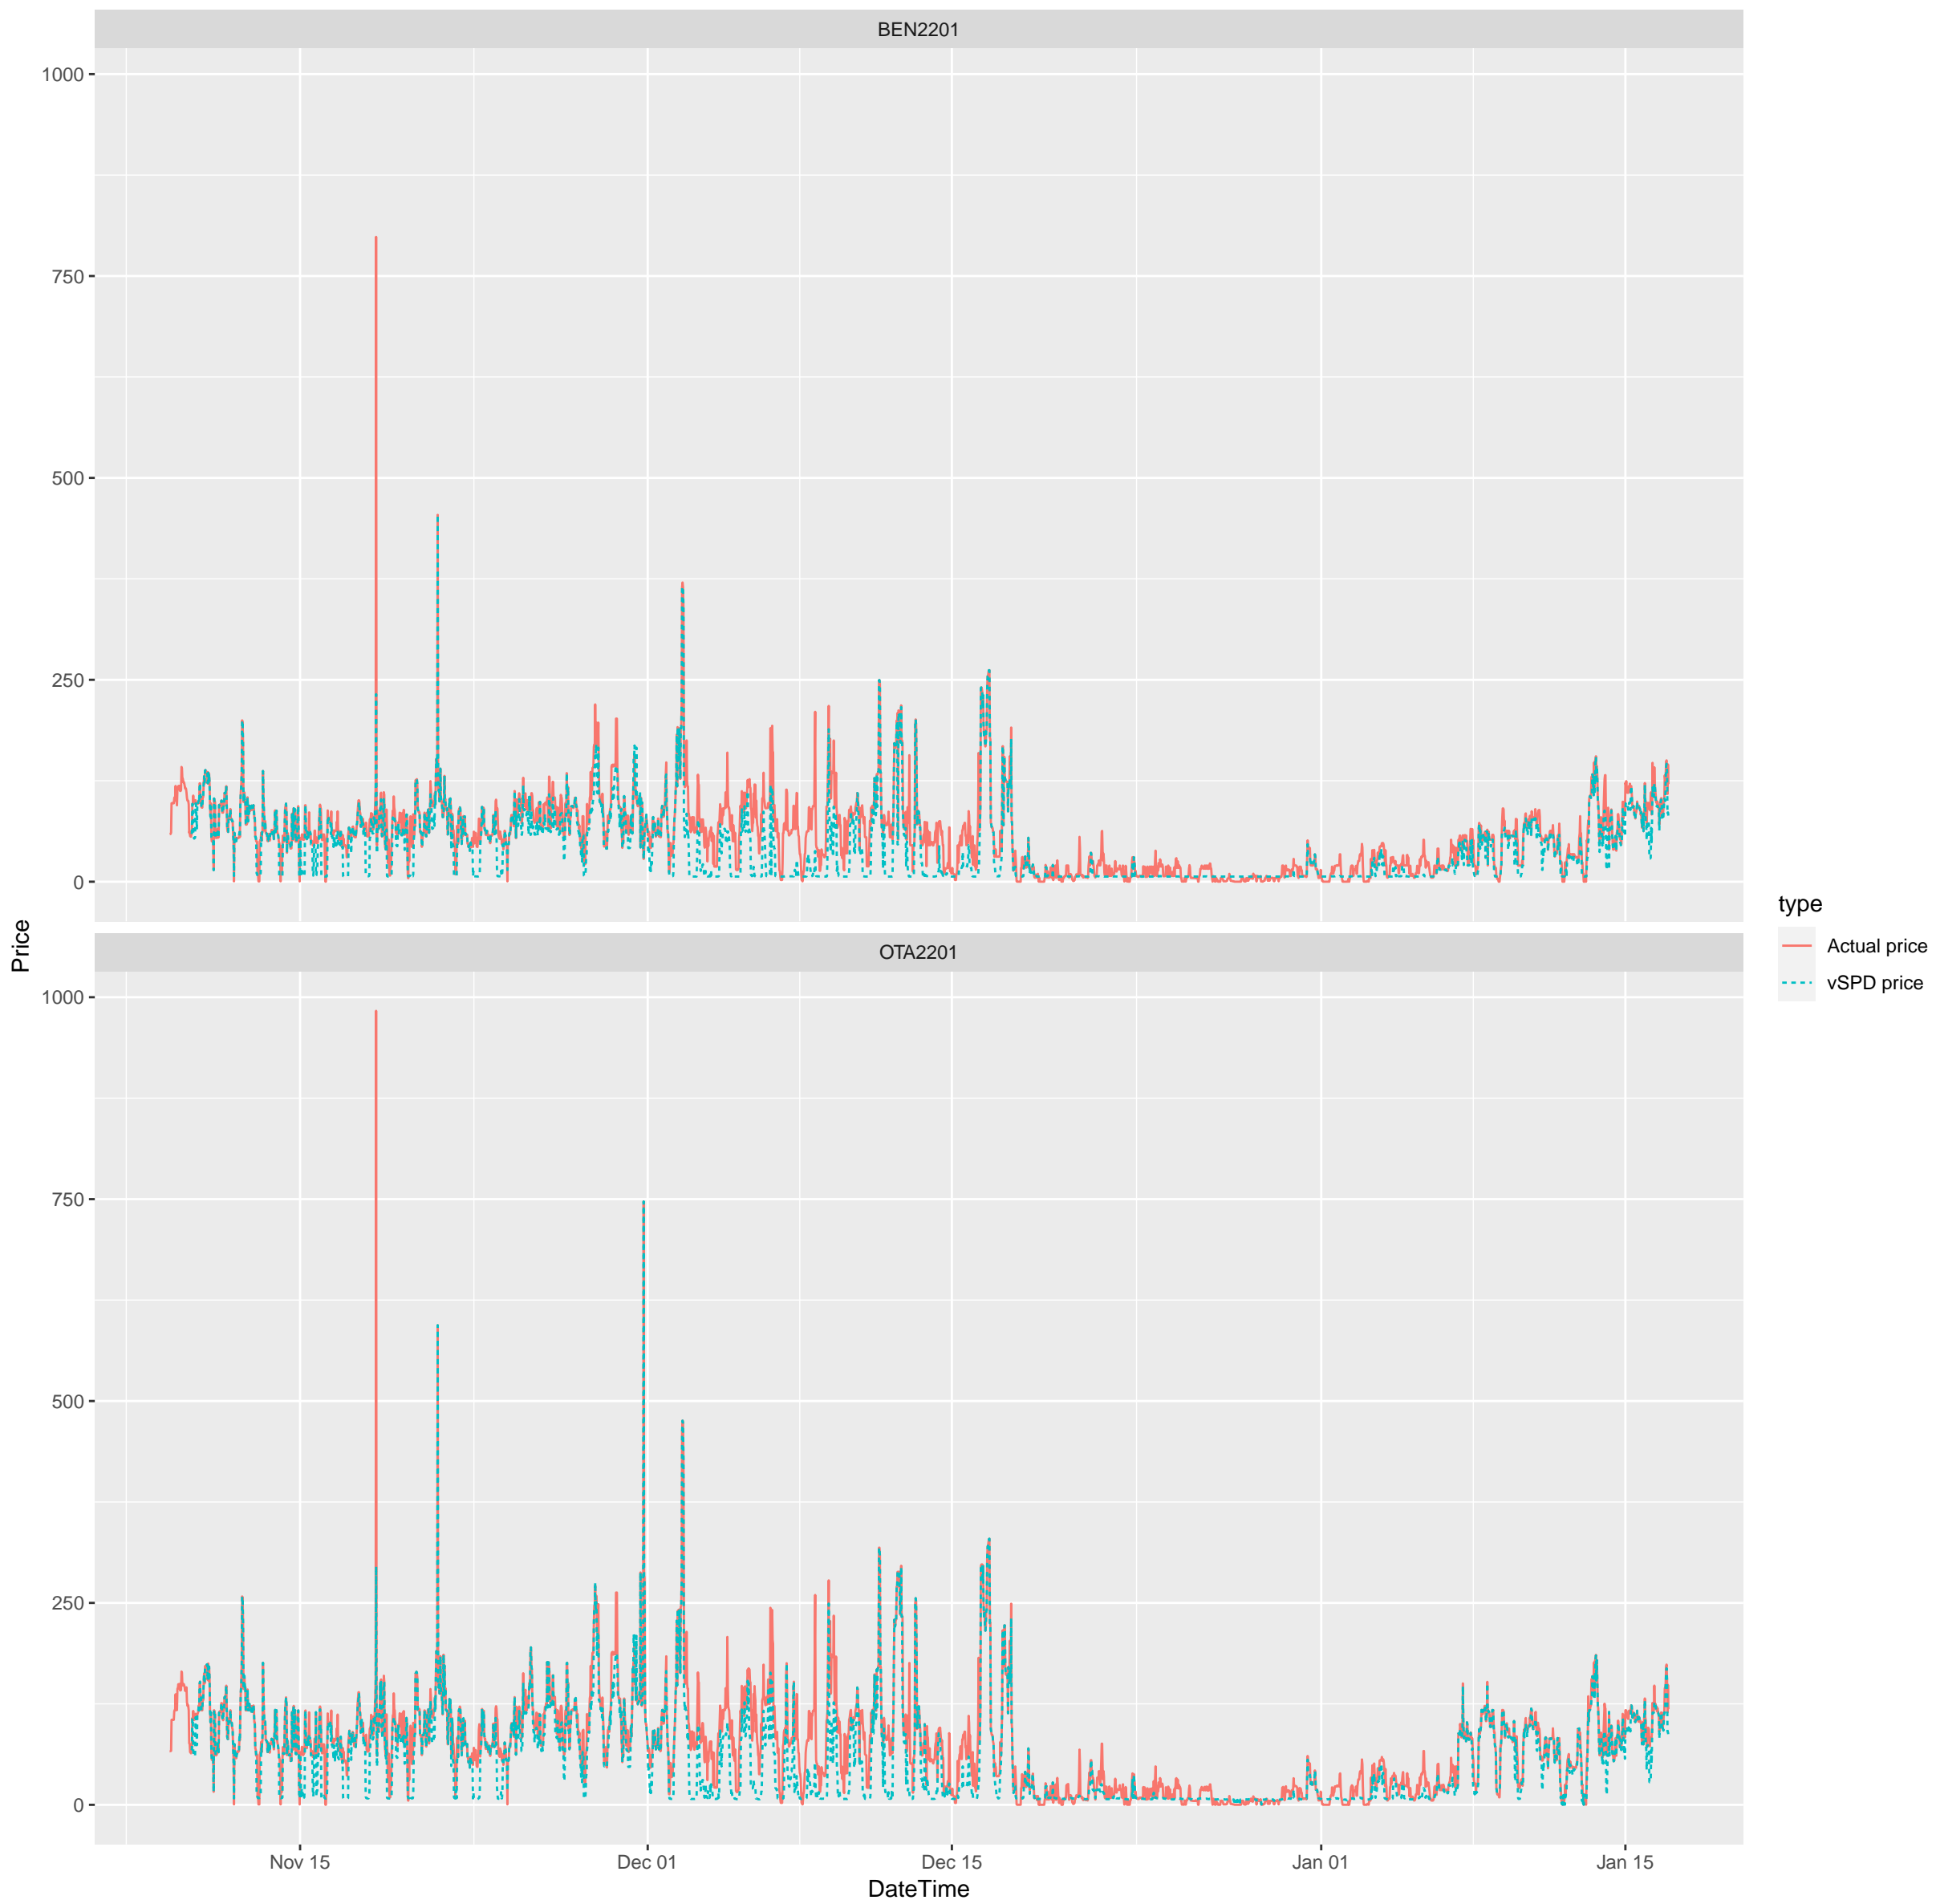 BEN2201
1000
750
500
250
0
OTA2201
1000
750
500
250
0
Nov 15
Dec 01
Dec 15
Jan 01
Jan 15
DateTime
Price
type
Actual price
vSPD price